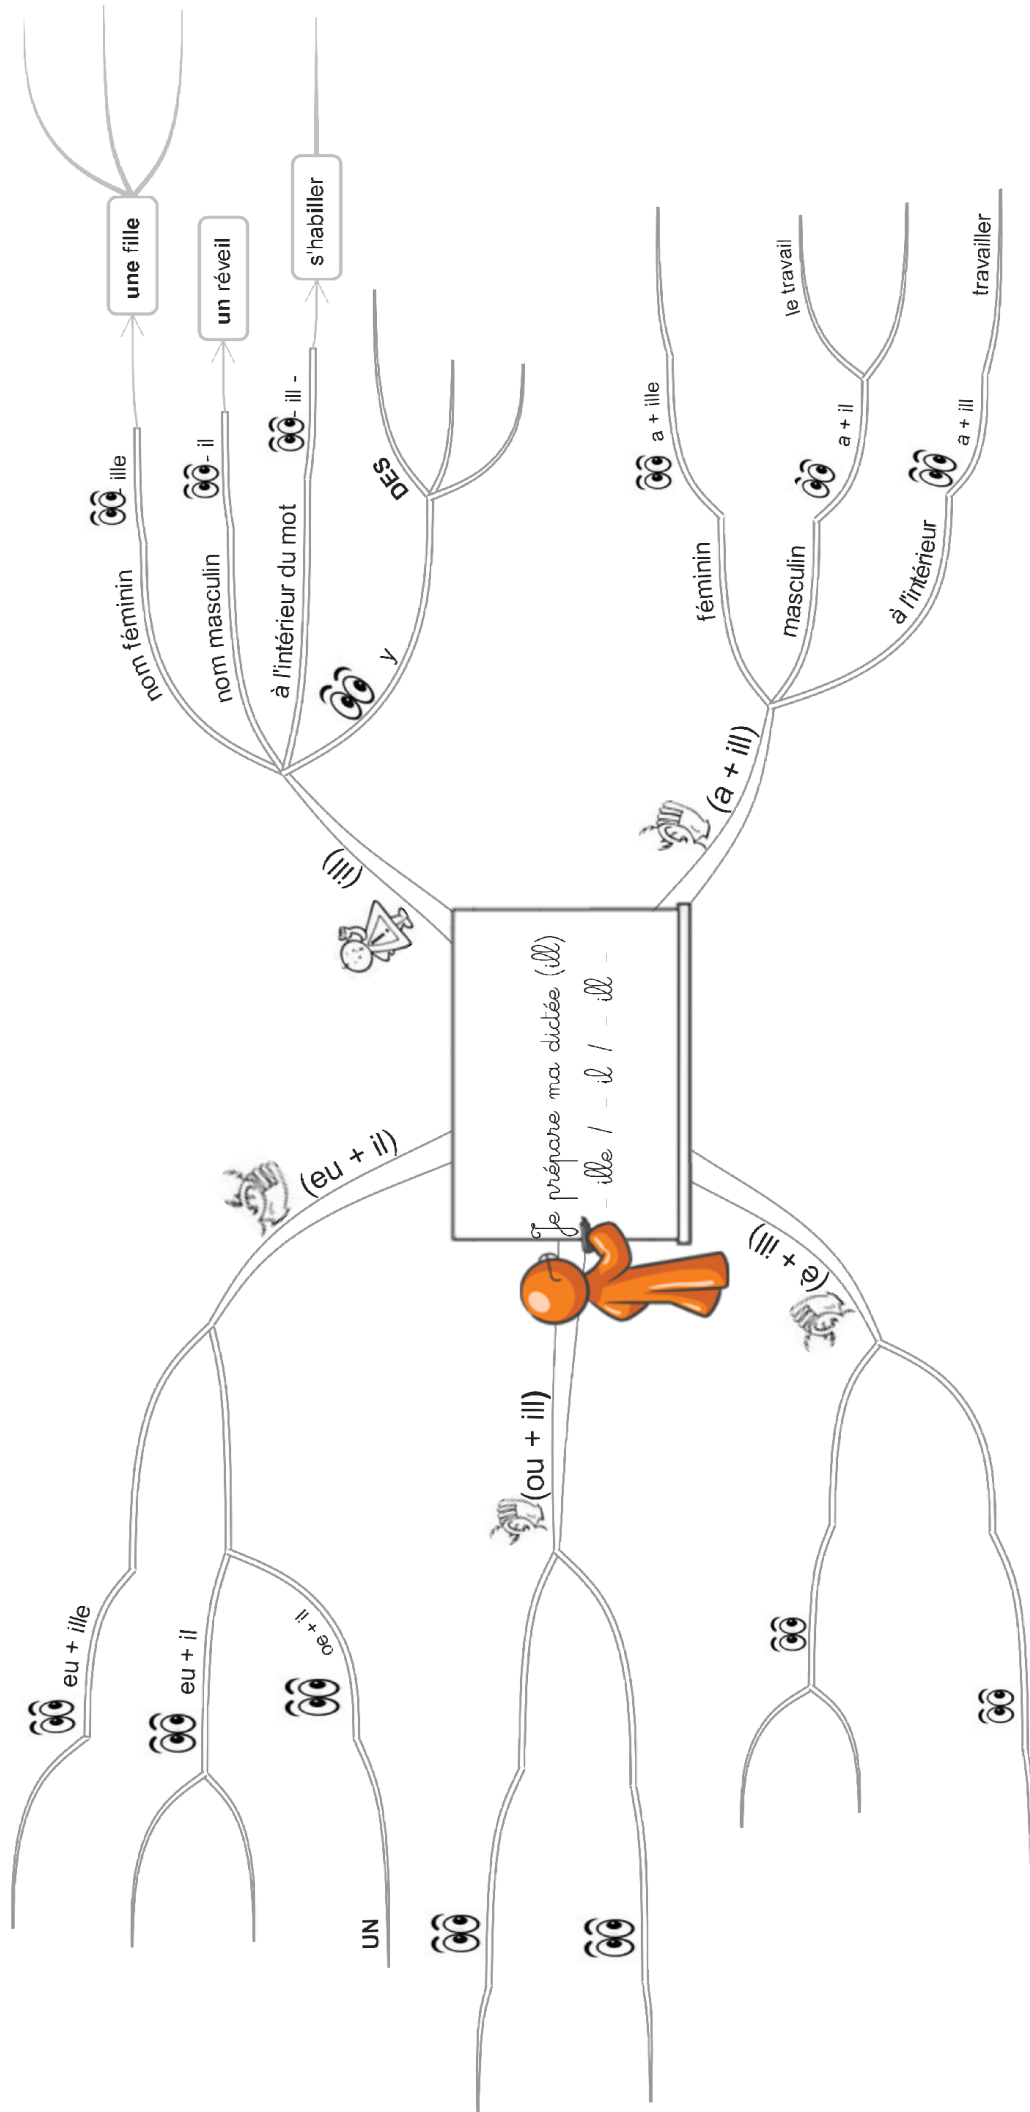 Je prépare ma dictée (ill)
- ille / - il / - ill -
(ill)
nom féminin
- ille
une fille
nom masculin
- il
un réveil
à l'intérieur du mot
- ill -
s'habiller
y
DES
(a + ill)
féminin
a + ille
masculin
a + il
le travail
à l'intérieur
a + ill
travailler
(eu + il)
eu + ille
eu + il
oe + il
UN
(ou + ill)
(è + ill)